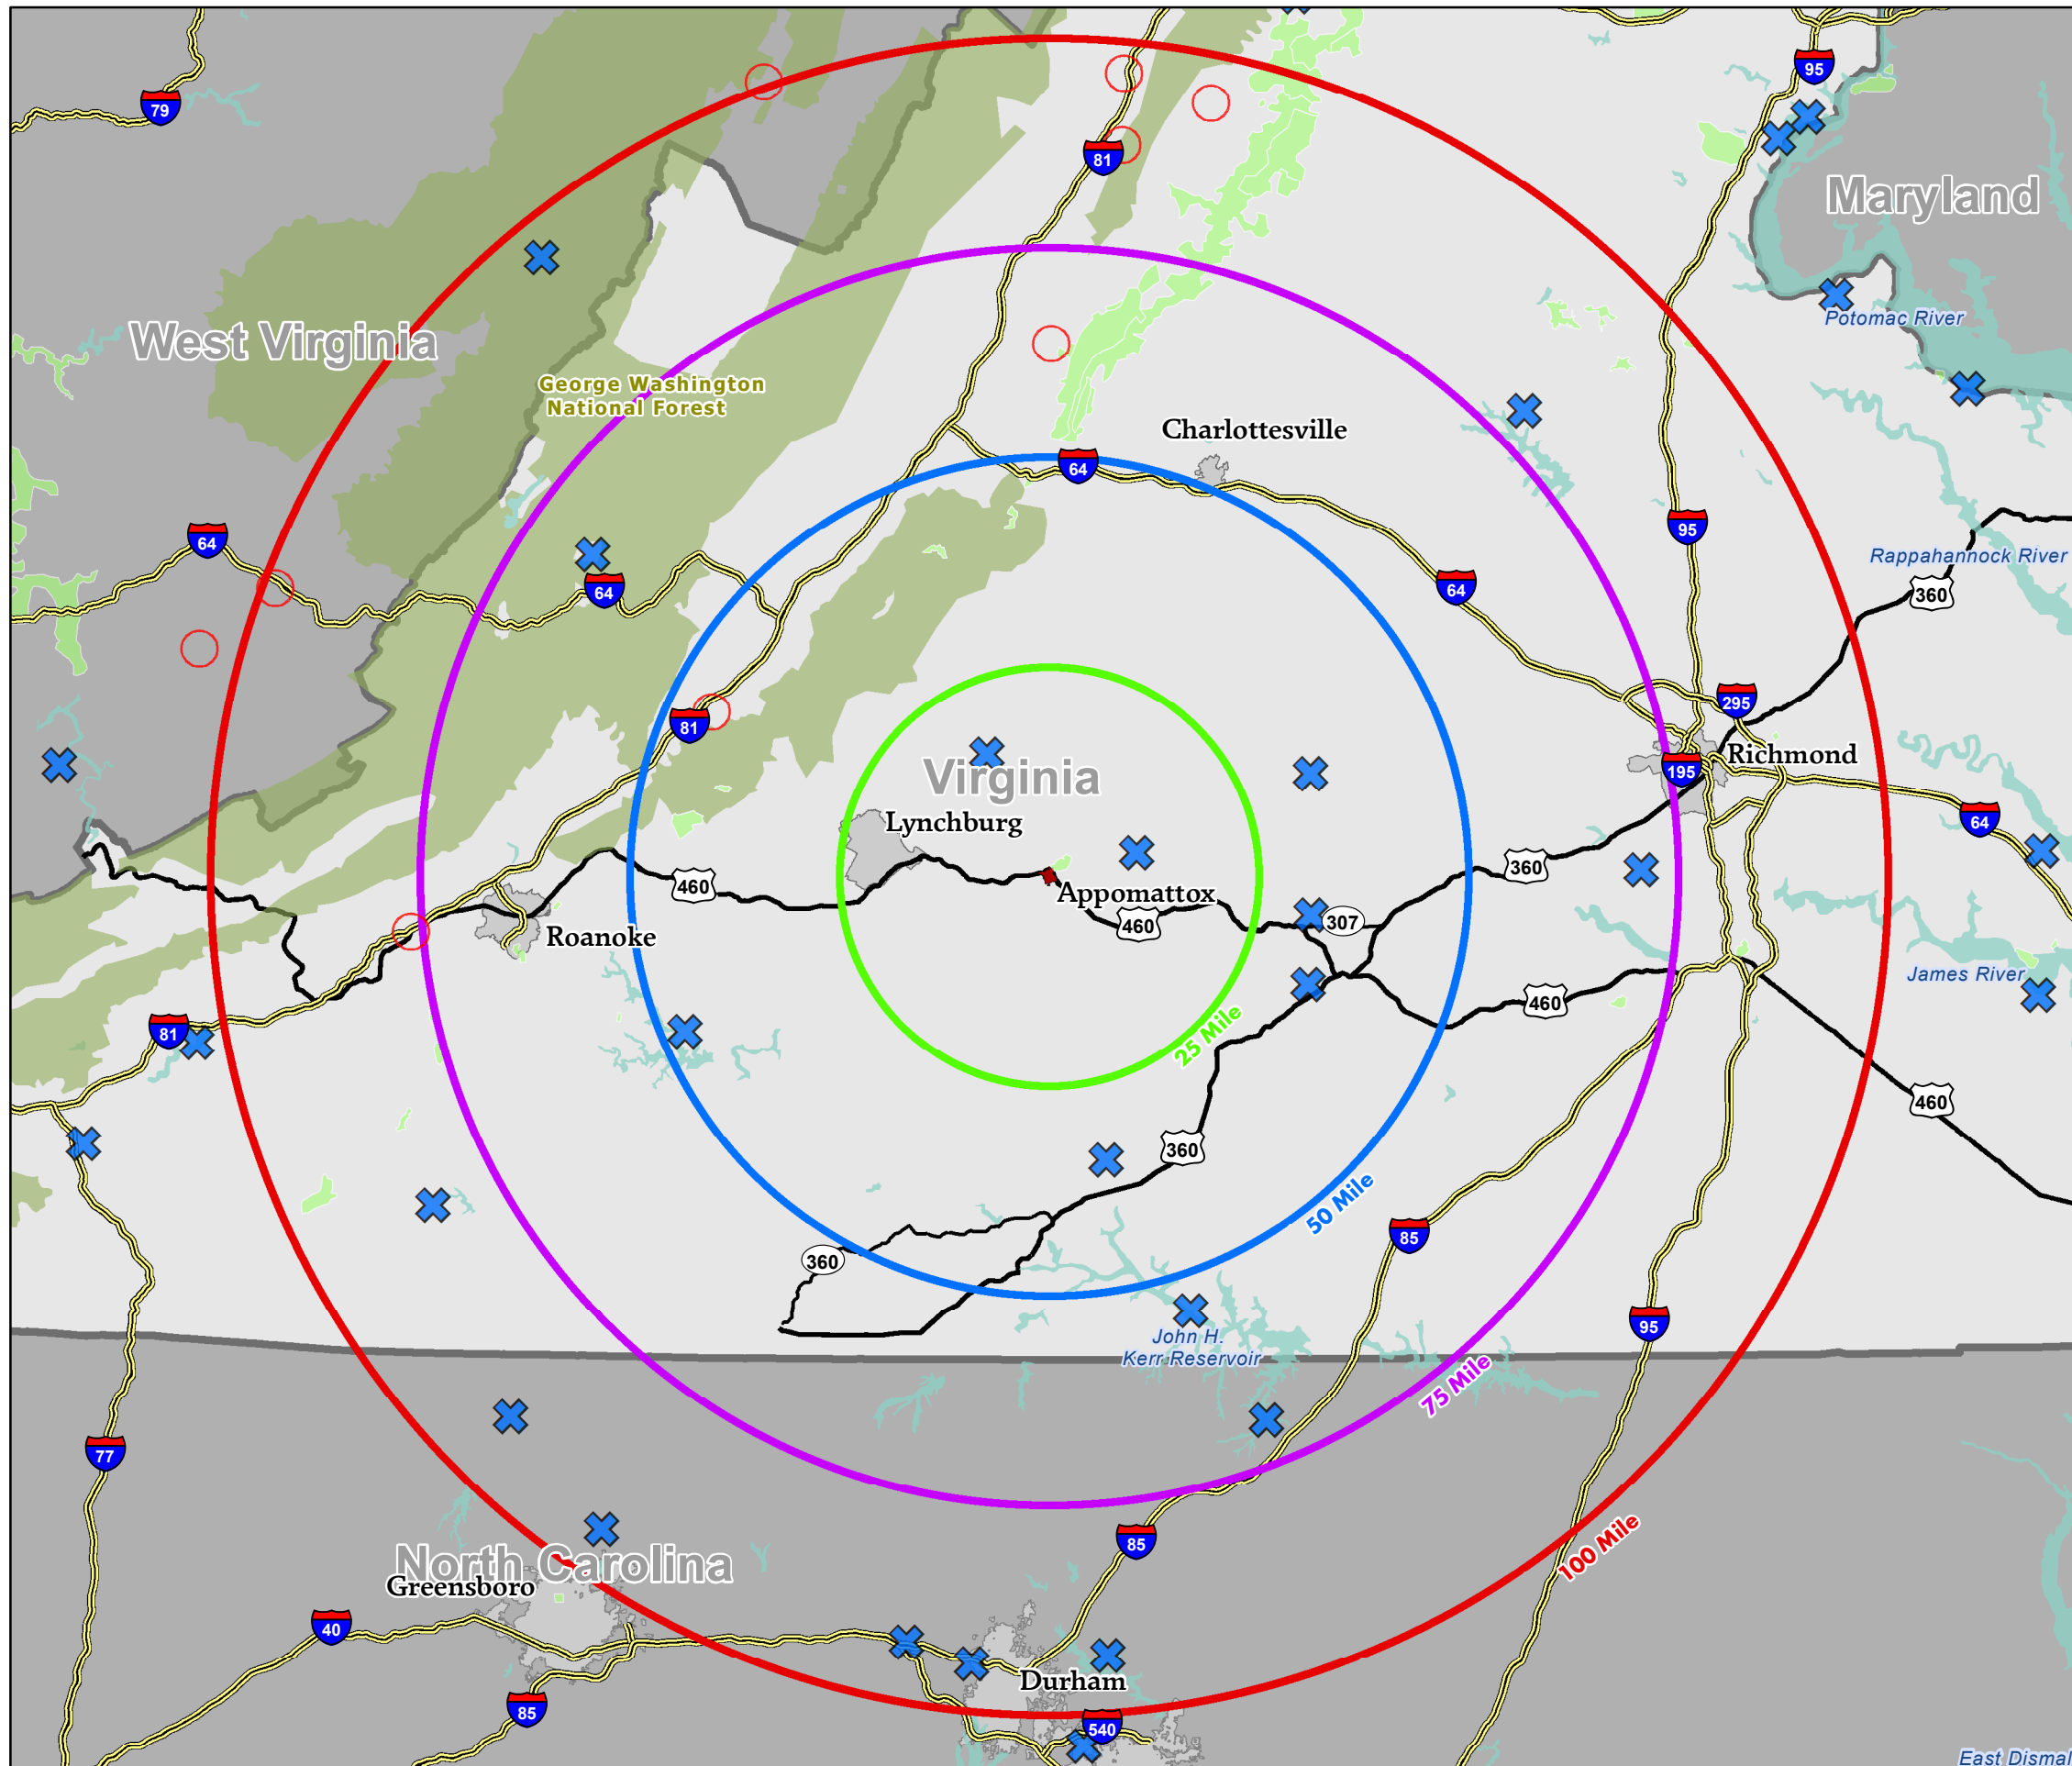 95
79
81
Maryland
Potomac River
West Virginia
George Washington
National Forest
Charlottesville
64
95
64
Rappahannock River
64
64
360
295
81
Richmond
Virginia
195
Lynchburg
64
360
460
Appomattox
460
307
Roanoke
James River
460
81
25 Mile
460
360
50 Mile
85
360
95
John H.
Kerr Reservoir
75 Mile
77
85
100 Mile
North Carolina
Greensboro
40
Durham
85
540
East Dismal